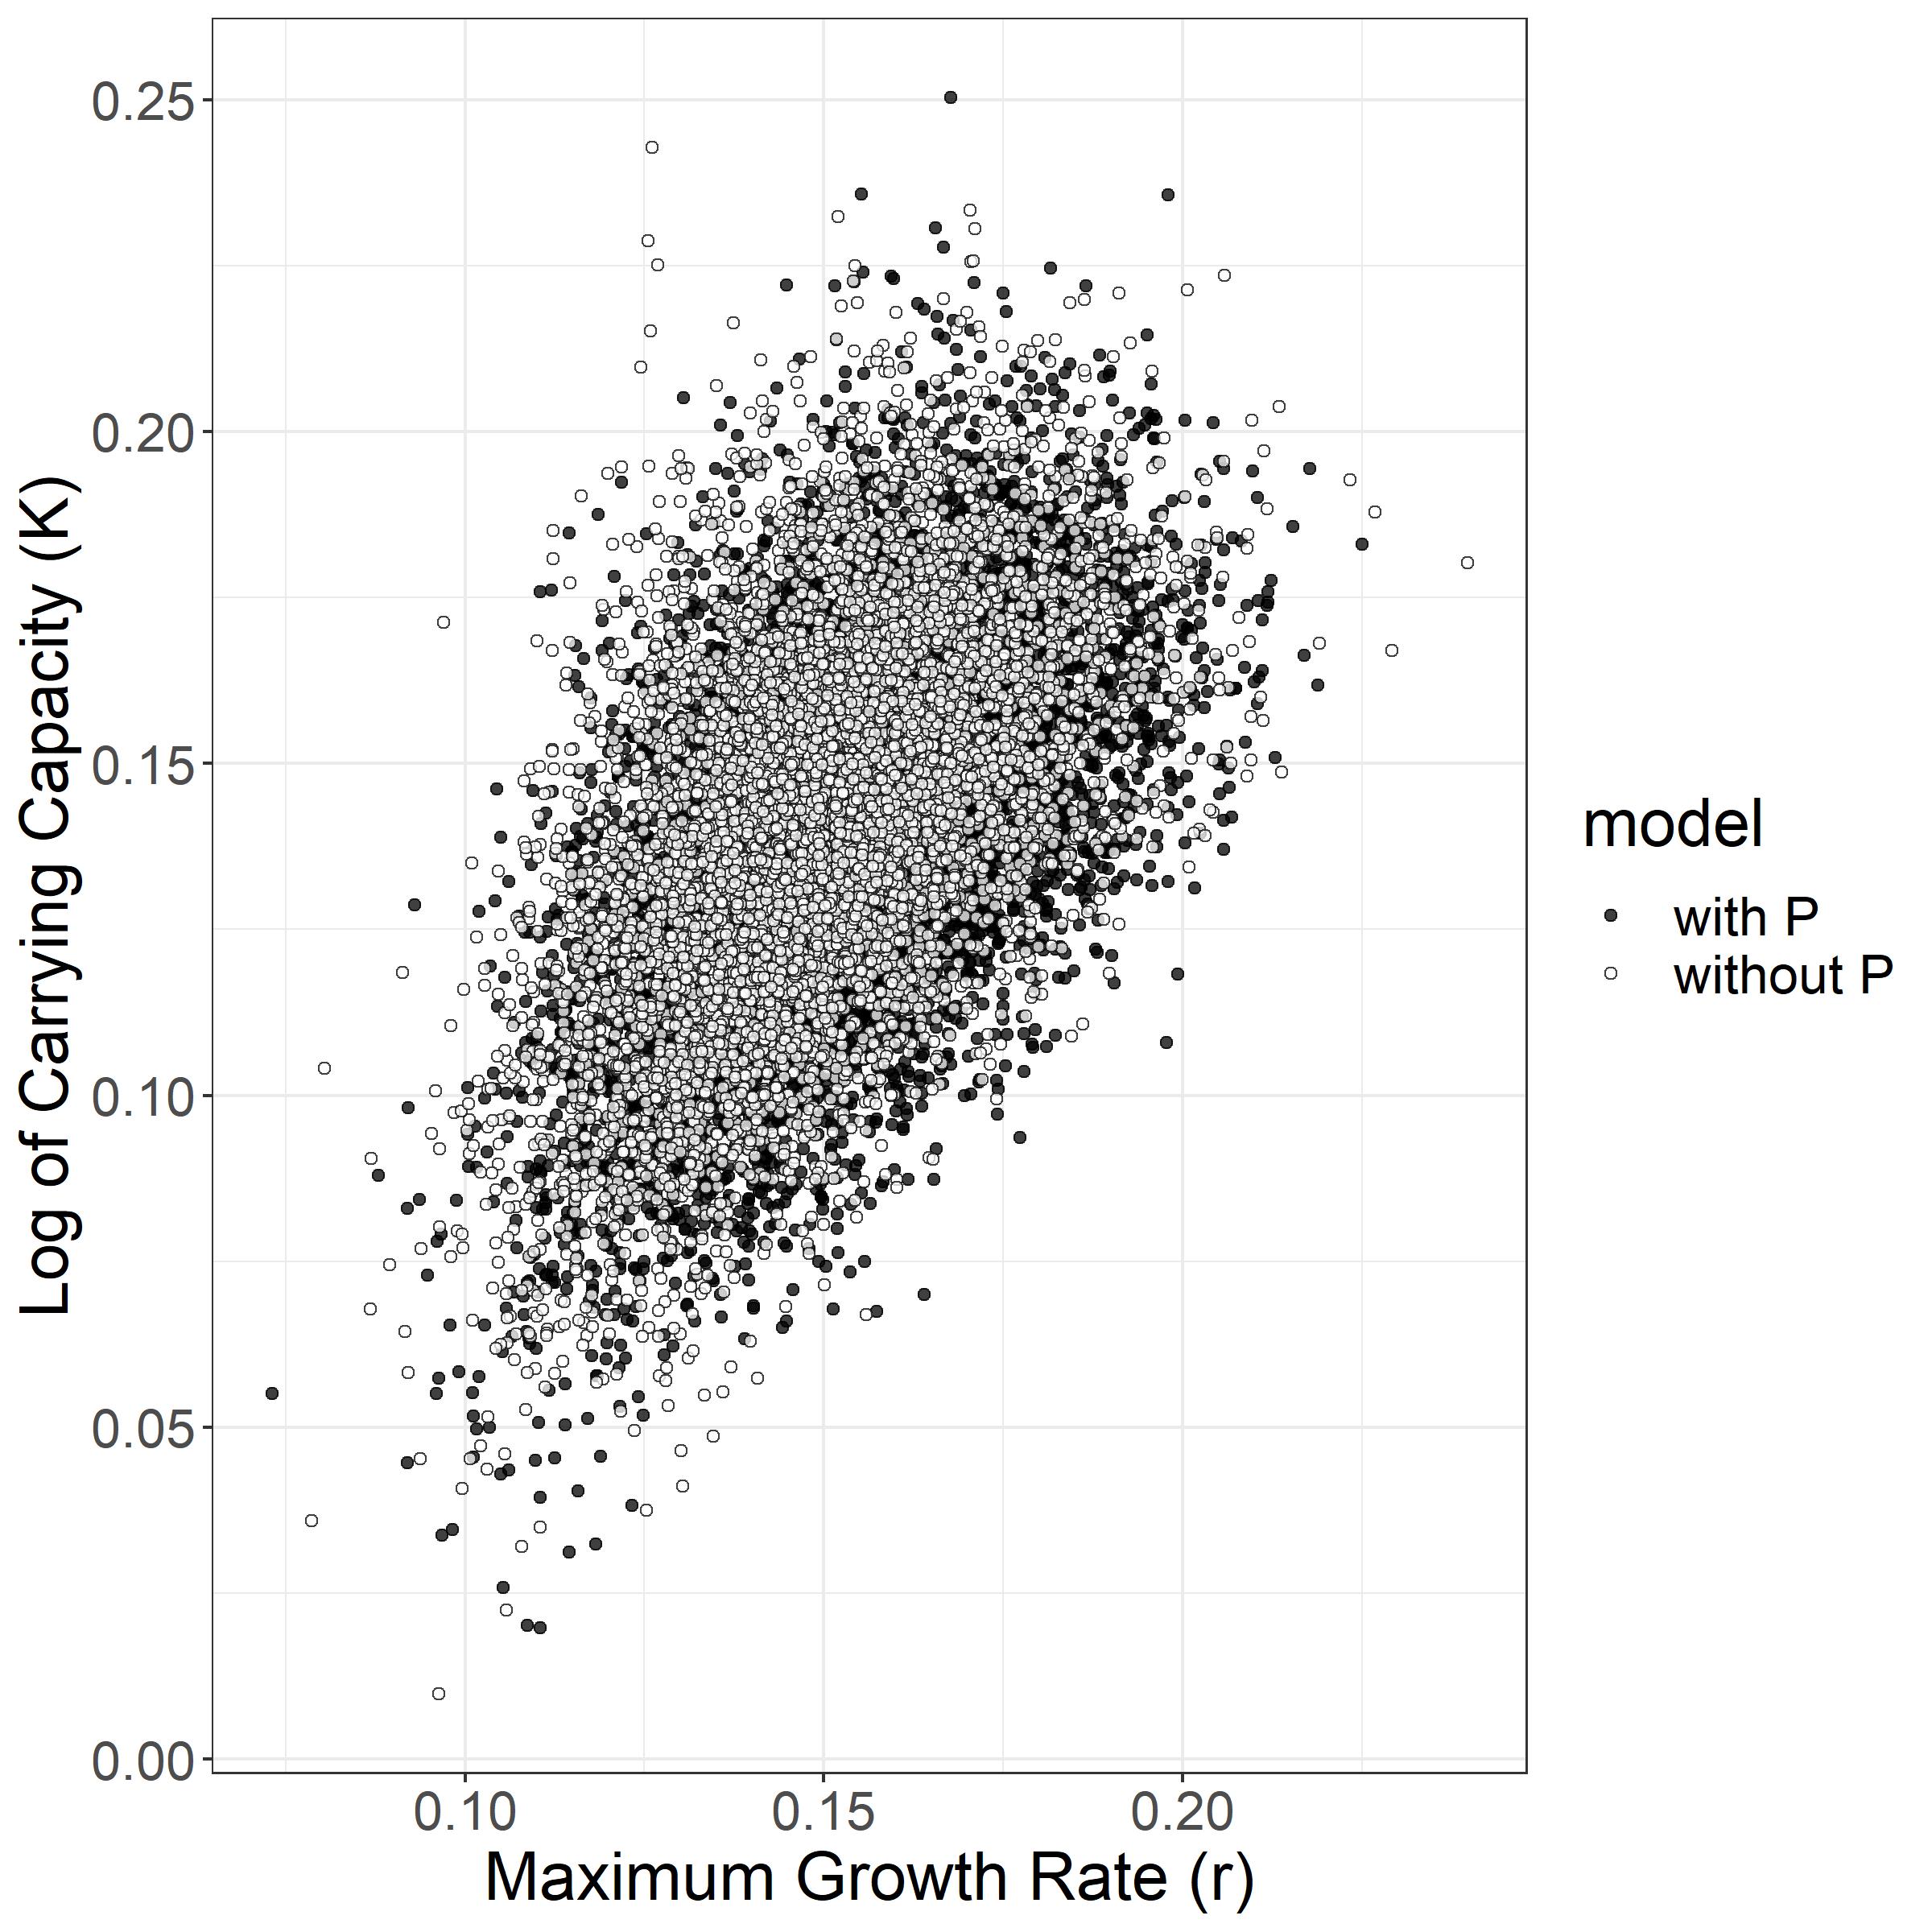 0.25
0.20
0.15
0.10
0.05
0.00
Log of Carrying Capacity (K)
0.10 0.15 0.20
Maximum Growth Rate (r)
model
with P
without P